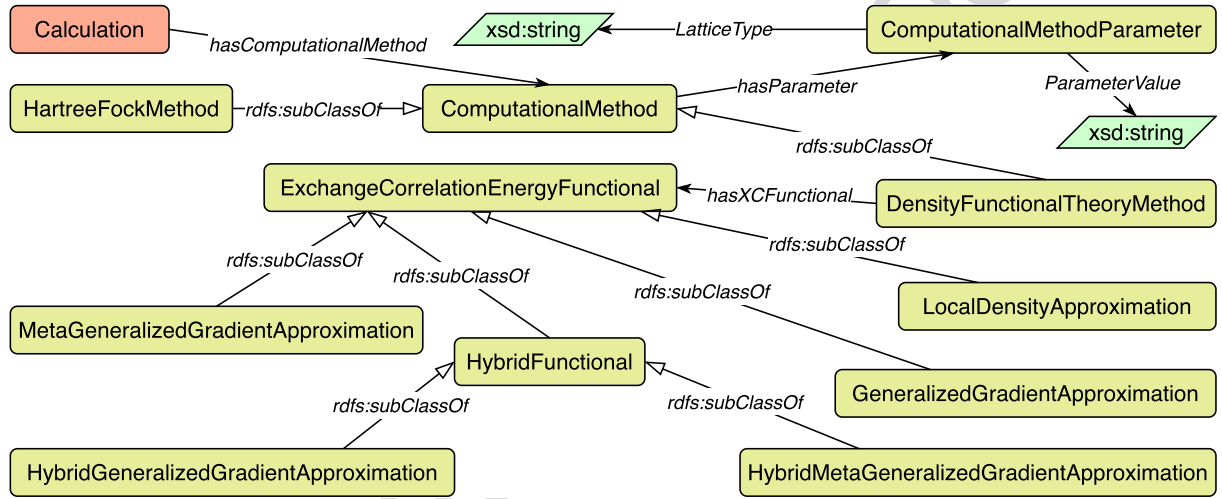 Calculation
xsd:string
LatticeType
ComputationalMethodParameter
hasComputationalMethod
hasParameter
ParameterValue
HartreeFockMethod
rdfs:subClassOf
ComputationalMethod
xsd:string
rdfs:subClassOf
ExchangeCorrelationEnergyFunctional
hasXCFunctional
DensityFunctionalTheoryMethod
rdfs:subClassOf
rdfs:subClassOf
rdfs:subClassOf
rdfs:subClassOf
LocalDensityApproximation
MetaGeneralizedGradientApproximation
HybridFunctional
GeneralizedGradientApproximation
rdfs:subClassOf
rdfs:subClassOf
HybridGeneralizedGradientApproximation
HybridMetaGeneralizedGradientApproximation